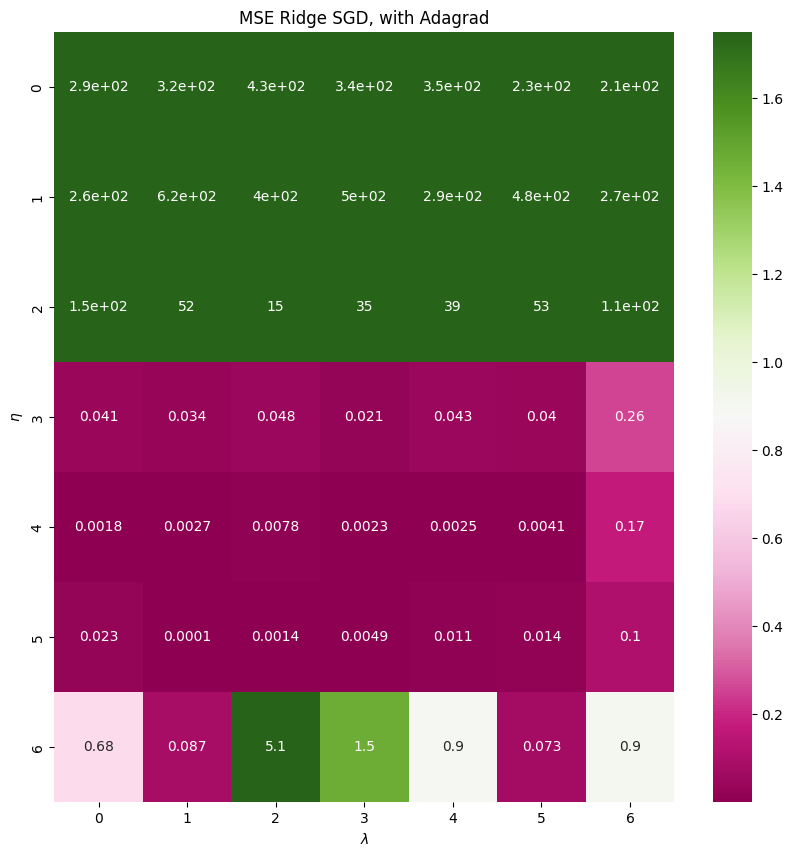 MSE Ridge SGD, with Adagrad
0 2.9e+02 3.2e+02 4.3e+02 3.4e+02 3.5e+02 2.3e+02 2.1e+02
1 2.6e+02 6.2e+02 4e+02 5e+02 2.9e+02 4.8e+02 2.7e+02
2 1.5e+02 52 15 35 39 53 1.1e+02
η
3 0.041 0.034 0.048 0.021 0.043 0.04 0.26
4 0.0018 0.0027 0.0078 0.0023 0.0025 0.0041 0.17
5 0.023 0.0001 0.0014 0.0049 0.011 0.014 0.1
6 0.68 0.087 5.1 1.5 0.9 0.073 0.9
0 1 2 3 4 5 6
λ
1.6
1.4
1.2
1.0
0.8
0.6
0.4
0.2